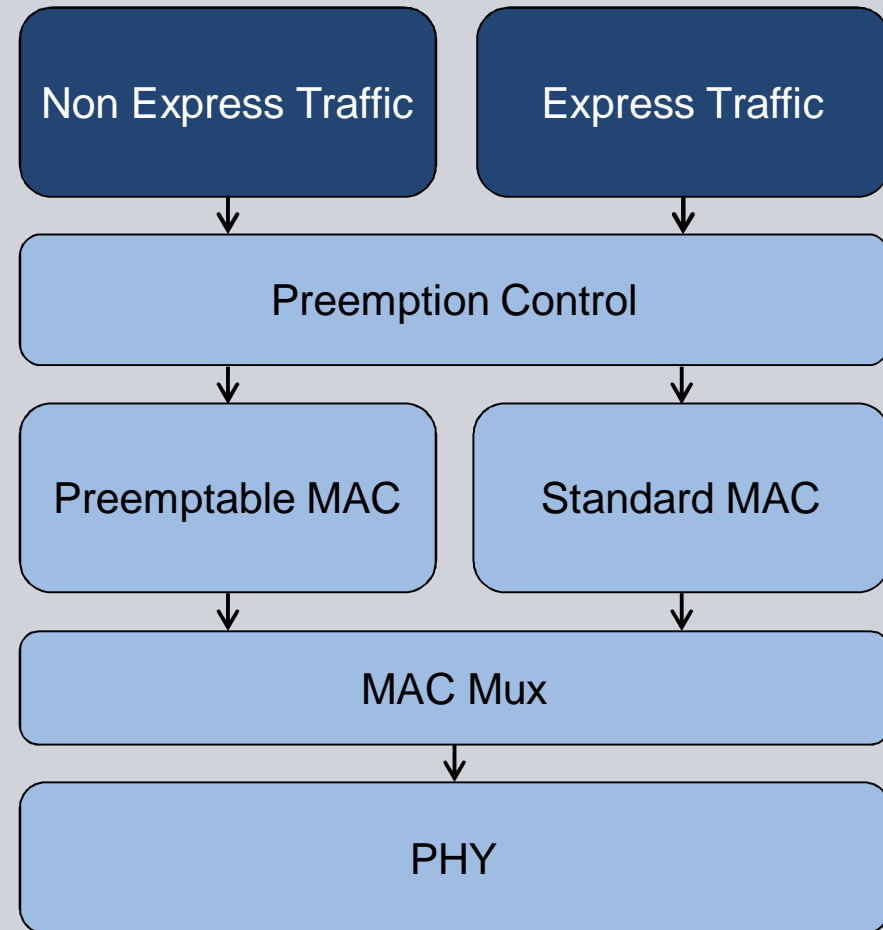 Non Express Traffic
Express Traffic
Preemption Control
Preemptable MAC
Standard MAC
MAC Mux
PHY